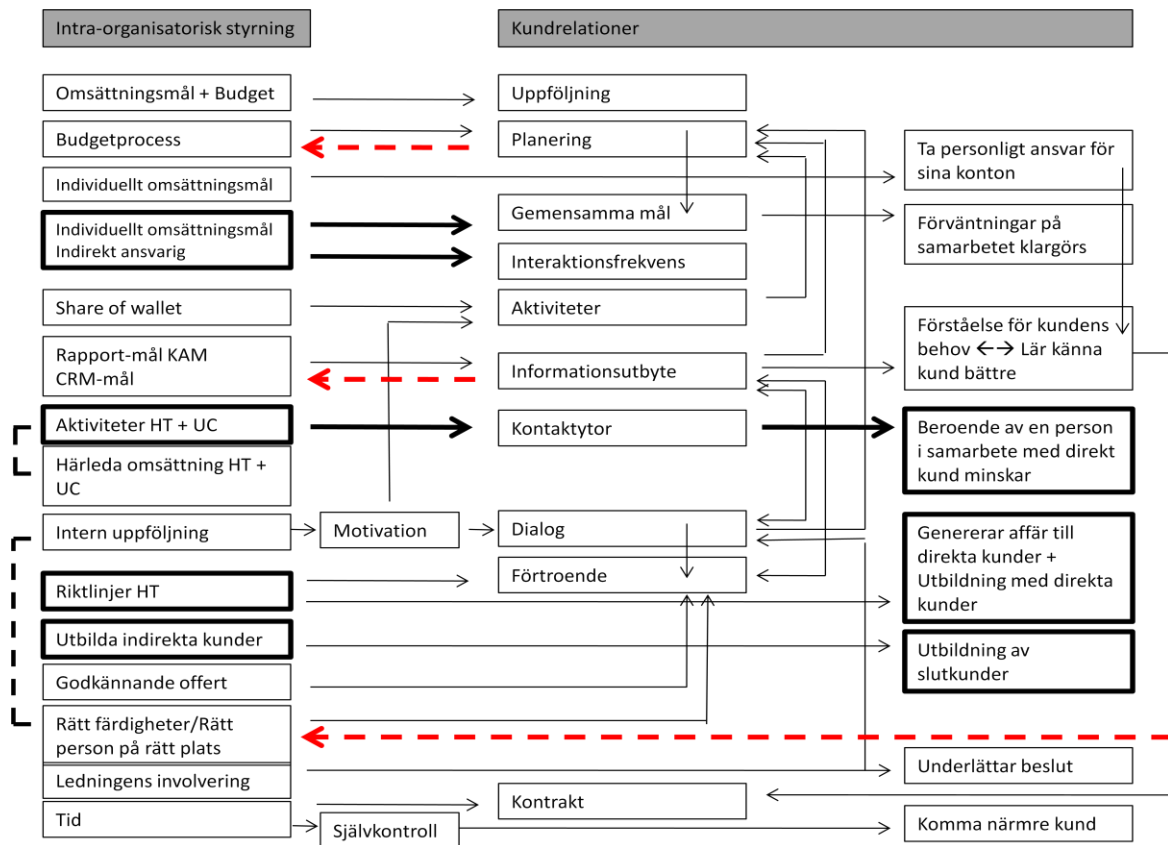 Intra-organisatorisk styrning
Kundrelationer
Omsättningsmål + Budget
Budgetprocess
Individuellt omsättningsmål
Individuellt omsättningsmål
Indirekt ansvarig
Share of wallet
Rapport-mål KAM
CRM-mål
Aktiviteter HT + UC
Härleda omsättning HT +
UC
Intern uppföljning
Riktlinjer HT
Utbilda indirekta kunder
Godkännande offert
Rätt färdigheter/Rätt
person på rätt plats
Ledningens involvering
Tid
Motivation
Självkontroll
Uppföljning
Planering
Gemensamma mål
Interaktionsfrekvens
Aktiviteter
Informationsutbyte
Kontaktytor
Dialog
Förtroende
Kontrakt
Ta personligt ansvar för
sina konton
Förväntningar på
samarbetet klargörs
Förståelse för kundens
behov ←→ Lär känna
kund bättre
Beroende av en person
i samarbete med direkt
kund minskar
Genererar affär till
direkta kunder +
Utbildning med direkta
kunder
Utbildning av
slutkunder
Underlättar beslut
Komma närmre kund